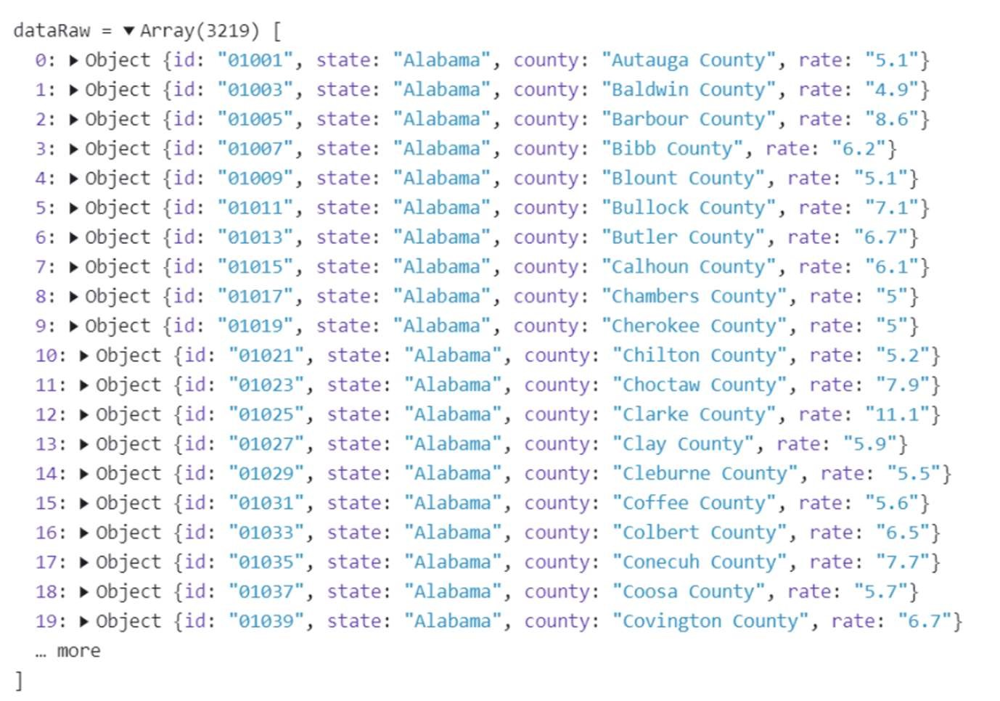 dataRaw = ▼Array(3219) [
0: ▶Object {id: "01001", state: "Alabama", county: "Autauga County", rate: "5.1"}
1: ▶Object {id: "01003", state: "Alabama", county: "Baldwin County", rate: "4.9"}
2: ▶Object {id: "01005", state: "Alabama", county: "Barbour County", rate: "8.6"}
3: ▶Object {id: "01007", state: "Alabama", county: "Bibb County", rate: "6.2"}
4: ▶Object {id: "01009", state: "Alabama", county: "Blount County", rate: "5.1"}
5: ▶Object {id: "01011", state: "Alabama", county: "Bullock County", rate: "7.1"}
6: ▶Object {id: "01013", state: "Alabama", county: "Butler County", rate: "6.7"}
7: ▶Object {id: "01015", state: "Alabama", county: "Calhoun County", rate: "6.1"}
8: ▶Object {id: "01017", state: "Alabama", county: "Chambers County", rate: "5"}
9: ▶Object {id: "01019", state: "Alabama", county: "Cherokee County", rate: "5"}
10: ▶Object {id: "01021", state: "Alabama", county: "Chilton County", rate: "5.2"}
11: ▶Object {id: "01023", state: "Alabama", county: "Choctaw County", rate: "7.9"}
12: ▶Object {id: "01025", state: "Alabama", county: "Clarke County", rate: "11.1"}
13: ▶Object {id: "01027", state: "Alabama", county: "Clay County", rate: "5.9"}
14: ▶Object {id: "01029", state: "Alabama", county: "Cleburne County", rate: "5.5"}
15: ▶Object {id: "01031", state: "Alabama", county: "Coffee County", rate: "5.6"}
16: ▶Object {id: "01033", state: "Alabama", county: "Colbert County", rate: "6.5"}
17: ▶Object {id: "01035", state: "Alabama", county: "Conecuh County", rate: "7.7"}
18: ▶Object {id: "01037", state: "Alabama", county: "Coosa County", rate: "5.7"}
19: ▶Object {id: "01039", state: "Alabama", county: "Covington County", rate: "6.7"}
… more
]